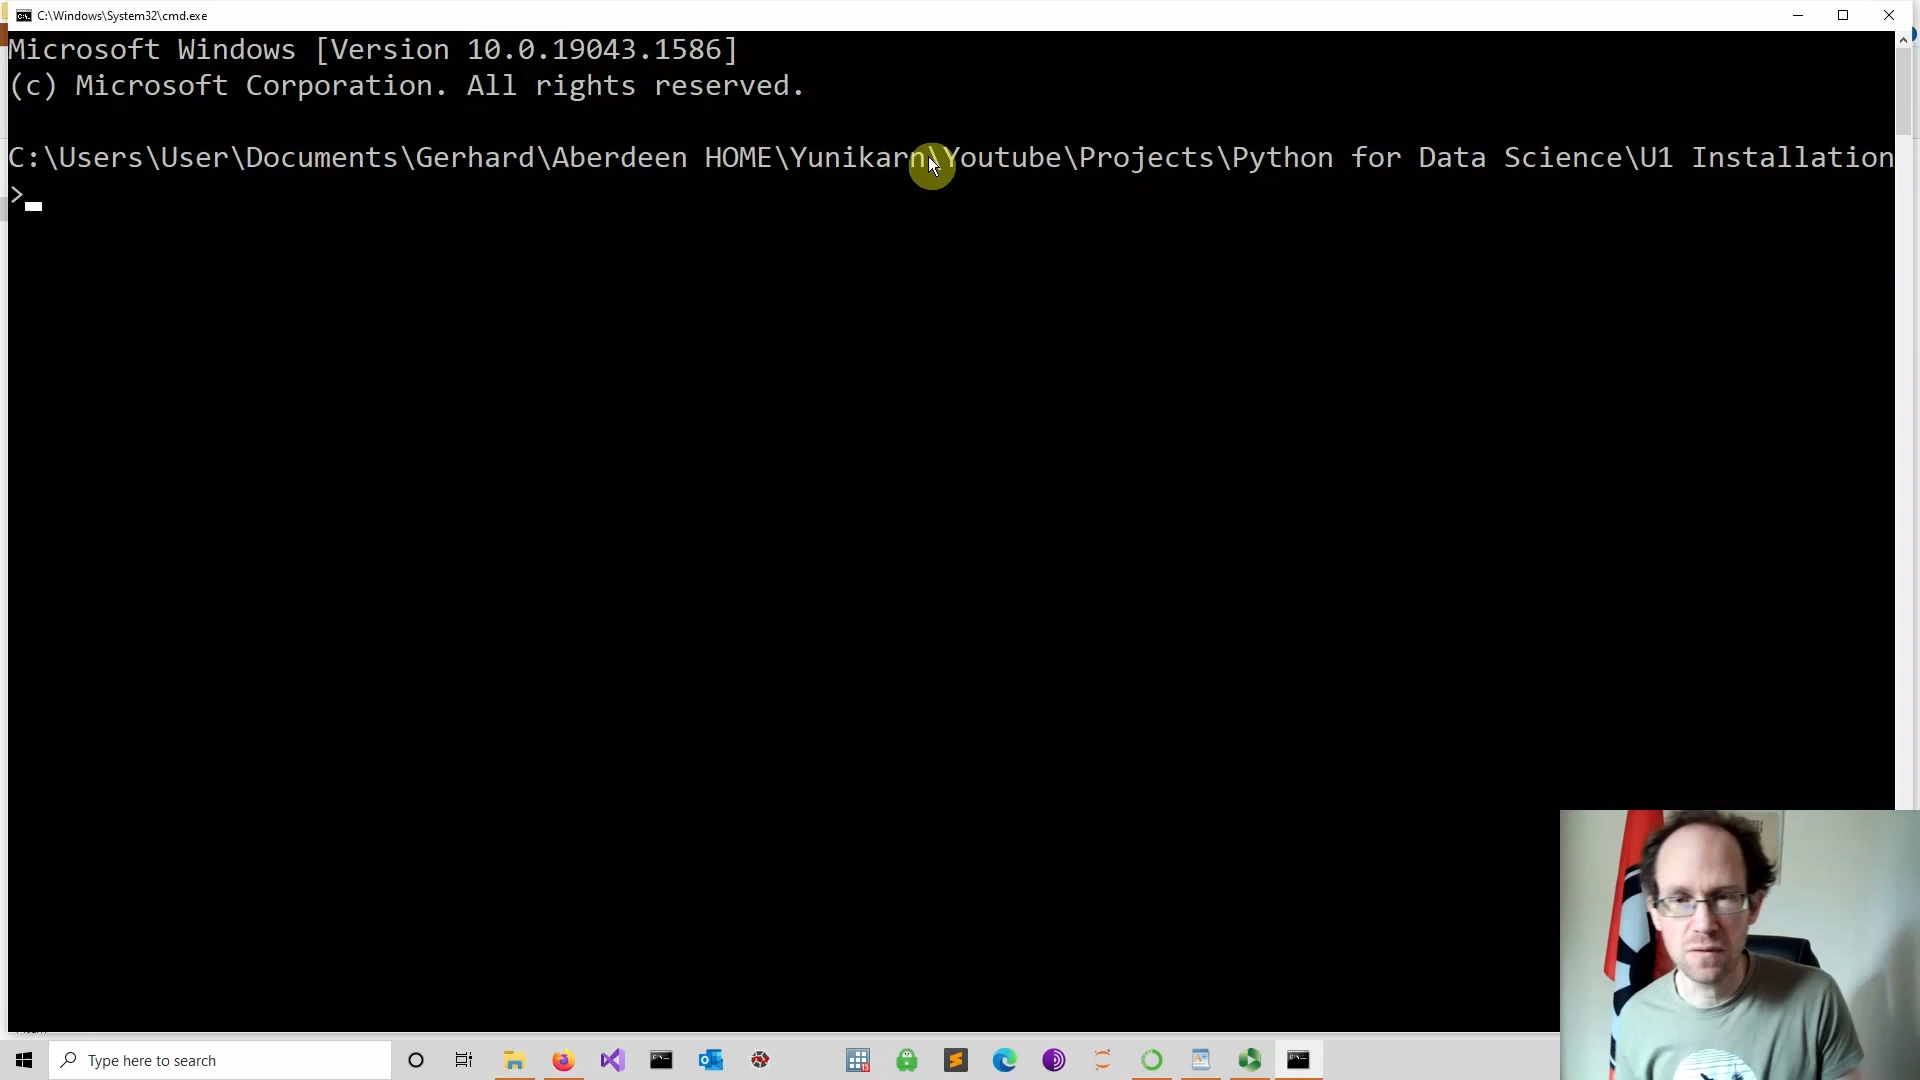 C:\Windows\System32\cmd.exe
Microsoft Windows [Version 10.0.19043.1586]
(c) Microsoft Corporation. All rights reserved.
C:\Users\User\Documents\Gerhard\Aberdeen HOME\Yunikarn\Youtube\Projects\Python for Data Science\U1 Installation
>
Type here to search